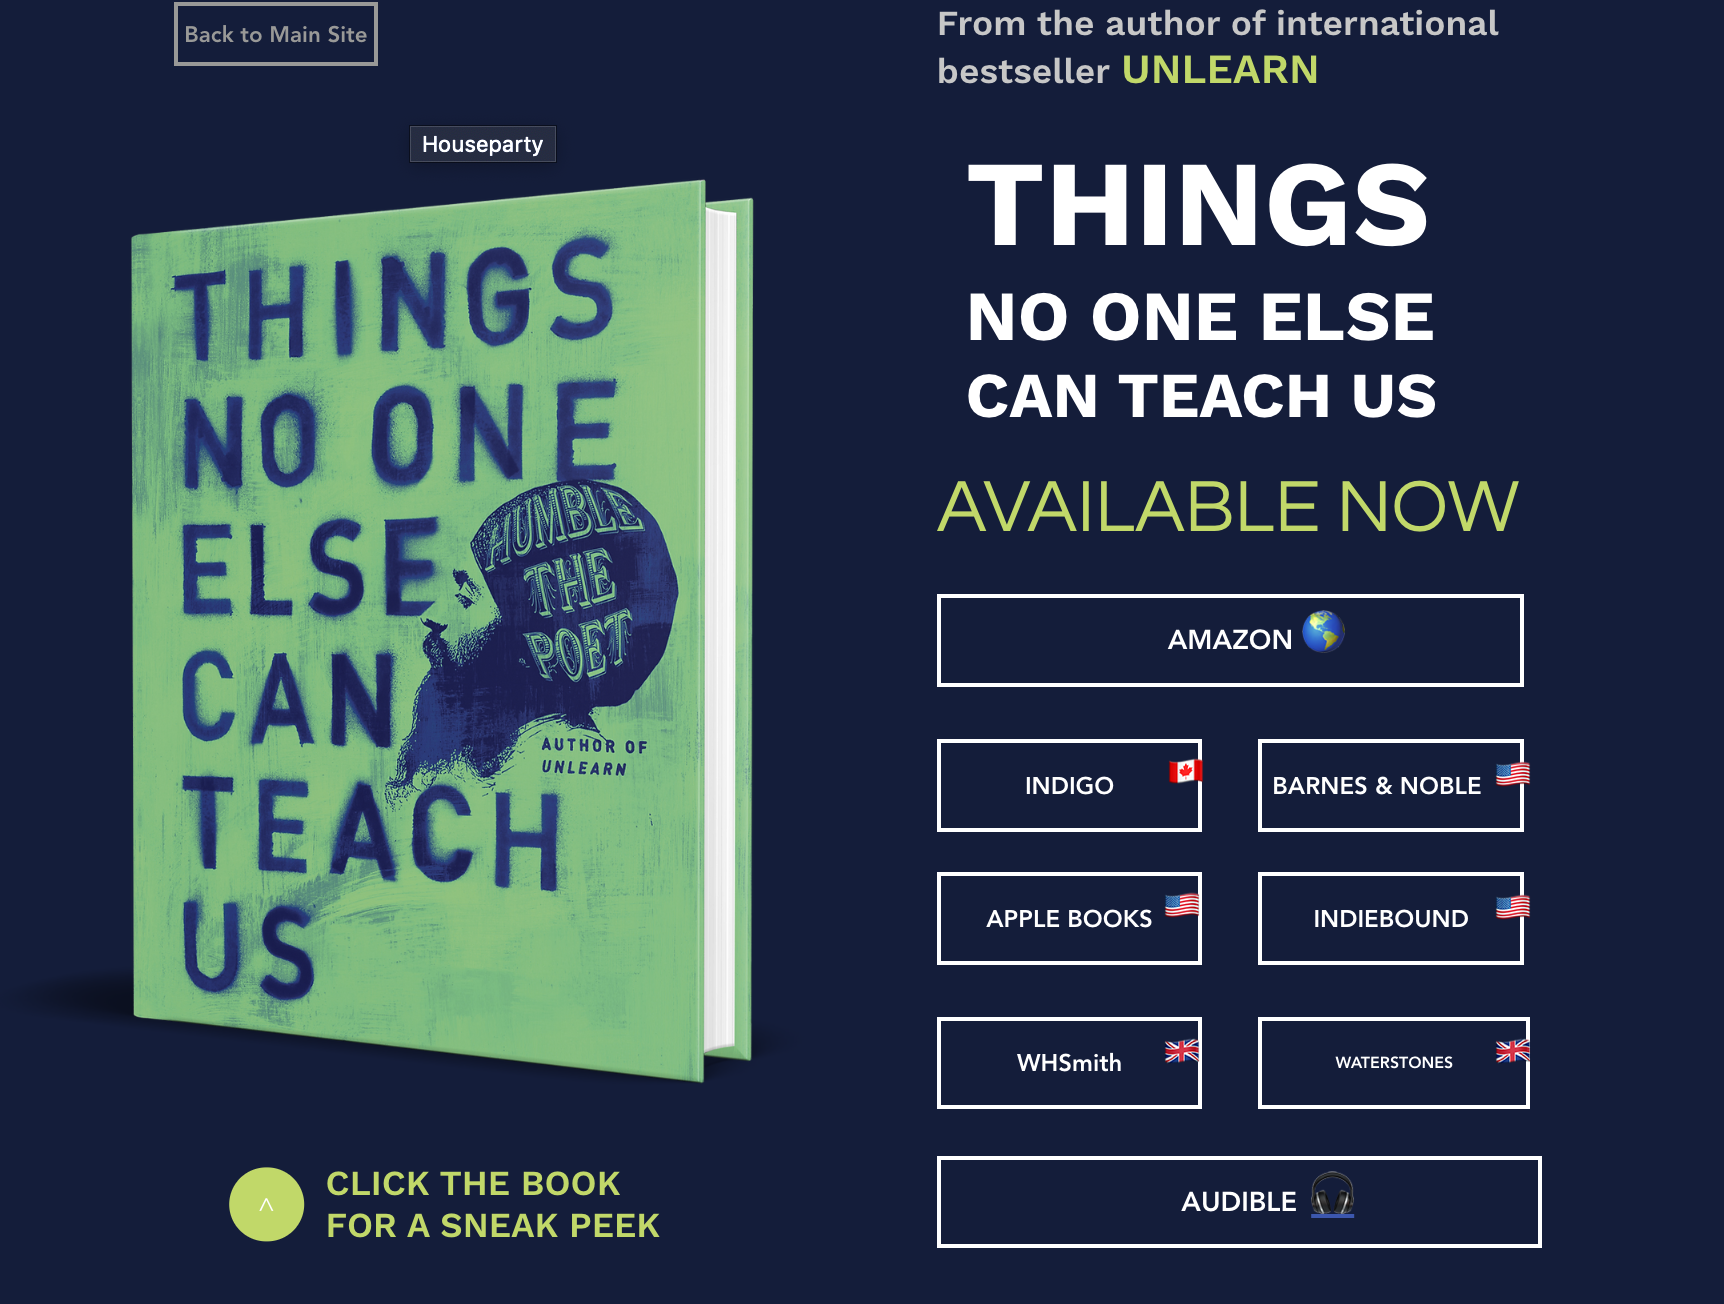 Back to Main Site
From the author of international
bestseller UNLEARN
Houseparty
THINGS
NO ONE
ELSE
CAN
TEACH
US
HUMBLE
THE
POET
AUTHOR OF
UNLEARN
^
CLICK THE BOOK
FOR A SNEAK PEEK
THINGS
NO ONE ELSE
CAN TEACH US
AVAILABLE NOW
AMAZON 🌎
INDIGO 🇨🇦
BARNES & NOBLE 🇺🇸
APPLE BOOKS 🇺🇸
INDIEBOUND 🇺🇸
WHSmith 🇬🇧
WATERSTONES 🇬🇧
AUDIBLE 🎧